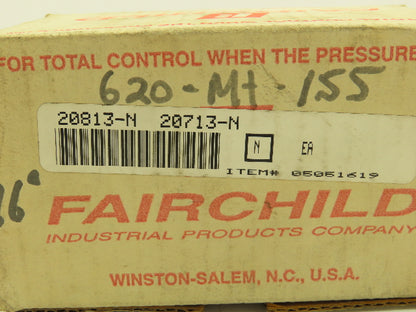 FOR TOTAL CONTROL WHEN THE PRESSURE
620-Mt-155
20813-N 20713-N
N EA
ITEM# 05051619
FAIRCHILD
INDUSTRIAL PRODUCTS COMPANY
WINSTON-SALEM, N.C., U.S.A.